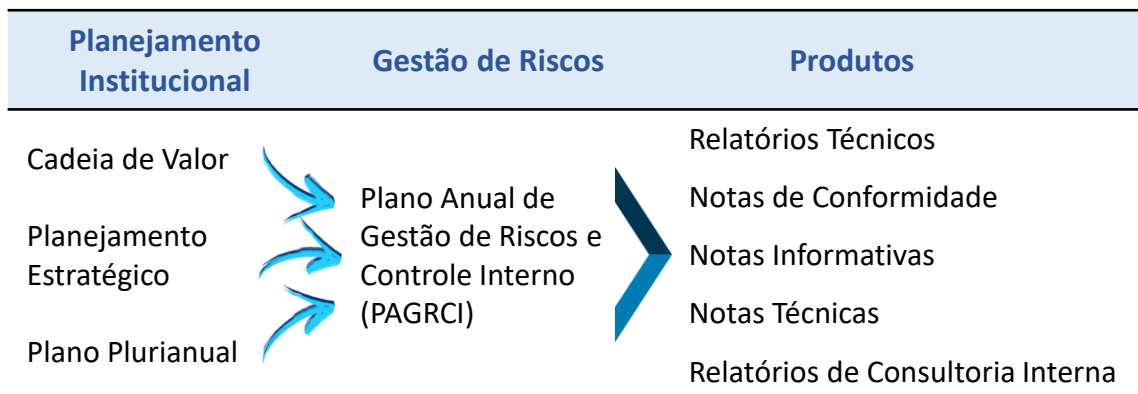 Planejamento
Institucional
Gestão de Riscos
Produtos
Cadeia de Valor
Planejamento
Estratégico
Plano Plurianual
Plano Anual de
Gestão de Riscos e
Controle Interno
(PAGRCI)
Relatórios Técnicos
Notas de Conformidade
Notas Informativas
Notas Técnicas
Relatórios de Consultoria Interna